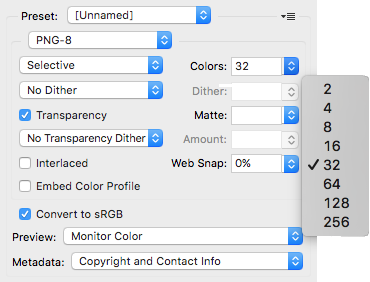 Preset: [Unnamed]
PNG-8
Selective Colors: 32
No Dither Dither:
Transparency Matte:
No Transparency Dither Amount:
Interlaced Web Snap: 0%
Embed Color Profile
Convert to sRGB
Preview: Monitor Color
Metadata: Copyright and Contact Info
2
4
8
16
32
64
128
256